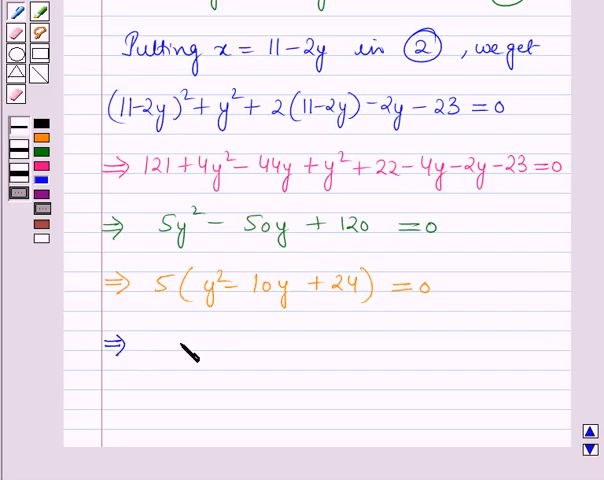 Putting x = 11 – 2y in ②, we get
(11–2y)² + y² + 2(11–2y) – 2y – 23 = 0
⇒ 121 + 4y² – 44y + y² + 22 – 4y – 2y – 23 = 0
⇒ 5y² – 50y + 120 = 0
⇒ 5(y² – 10y + 24) = 0
⇒